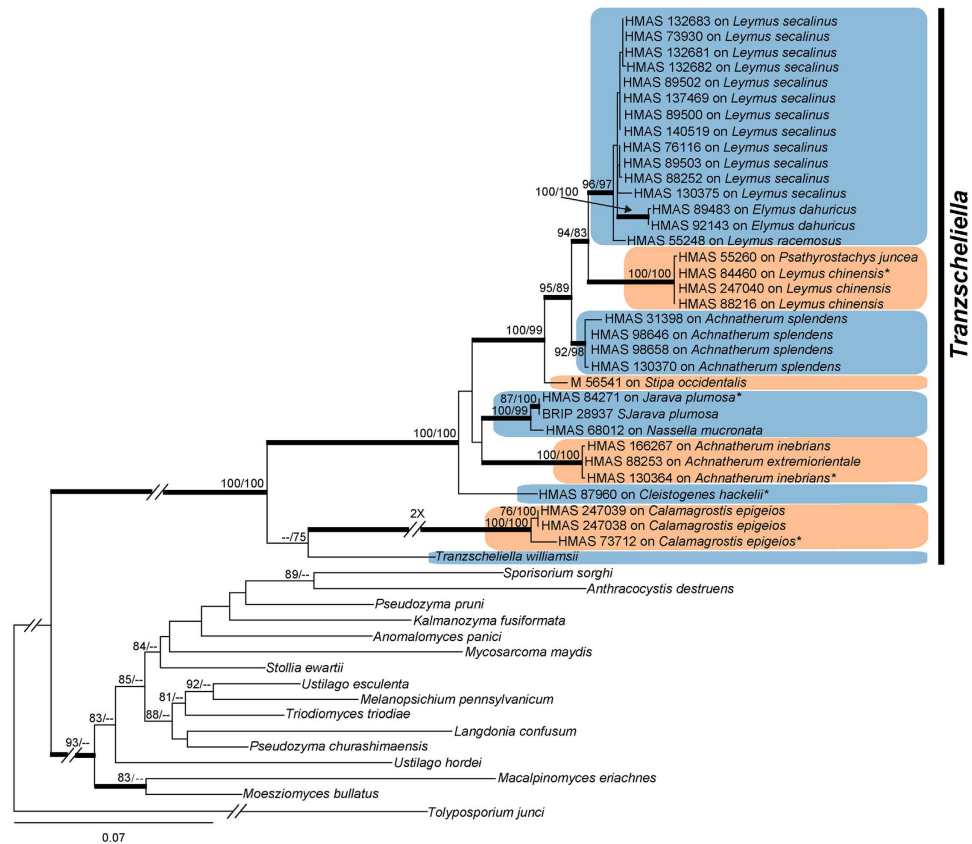 HMAS 132683 on Leymus secalinus
HMAS 73930 on Leymus secalinus
HMAS 132681 on Leymus secalinus
HMAS 132682 on Leymus secalinus
HMAS 89502 on Leymus secalinus
HMAS 137469 on Leymus secalinus
HMAS 89500 on Leymus secalinus
HMAS 140519 on Leymus secalinus
HMAS 76116 on Leymus secalinus
HMAS 89503 on Leymus secalinus
HMAS 88252 on Leymus secalinus
96/97
100/100
HMAS 130375 on Leymus secalinus
HMAS 89483 on Elymus dahuricus
HMAS 92143 on Elymus dahuricus
94/83
HMAS 55248 on Leymus racemosus
HMAS 55260 on Psathyrostachys juncea
100/100
HMAS 84460 on Leymus chinensis*
HMAS 247040 on Leymus chinensis
95/89
HMAS 88216 on Leymus chinensis
HMAS 31398 on Achnatherum splendens
100/99
HMAS 98646 on Achnatherum splendens
92/98
HMAS 98658 on Achnatherum splendens
HMAS 130370 on Achnatherum splendens
M 56541 on Stipa occidentalis
87/100
HMAS 84271 on Jarava plumosa*
100/99
BRIP 28937 SJarava plumosa
HMAS 68012 on Nassella mucronata
100/100
HMAS 166267 on Achnatherum inebrians
100/100
HMAS 88253 on Achnatherum extremiorientale
HMAS 130364 on Achnatherum inebrians*
100/100
HMAS 87960 on Cleistogenes hackelii*
76/100
HMAS 247039 on Calamagrostis epigeios
2X
100/100
HMAS 247038 on Calamagrostis epigeios
--/75
HMAS 73712 on Calamagrostis epigeios*
Tranzscheliella williamsii
Tranzscheliella
89/--
Sporisorium sorghi
Anthracocystis destruens
Pseudozyma pruni
Kalmanozyma fusiformata
Anomalomyces panici
84/--
Mycosarcoma maydis
Stollia ewartii
85/--
92/--
Ustilago esculenta
81/--
Melanopsichium pennsylvanicum
88/--
Triodiomyces triodiae
83/--
Langdonia confusum
Pseudozyma churashimaensis
93/--
Ustilago hordei
83/--
Macalpinomyces eriachnes
Moesziomyces bullatus
Tolyposporium junci
0.07